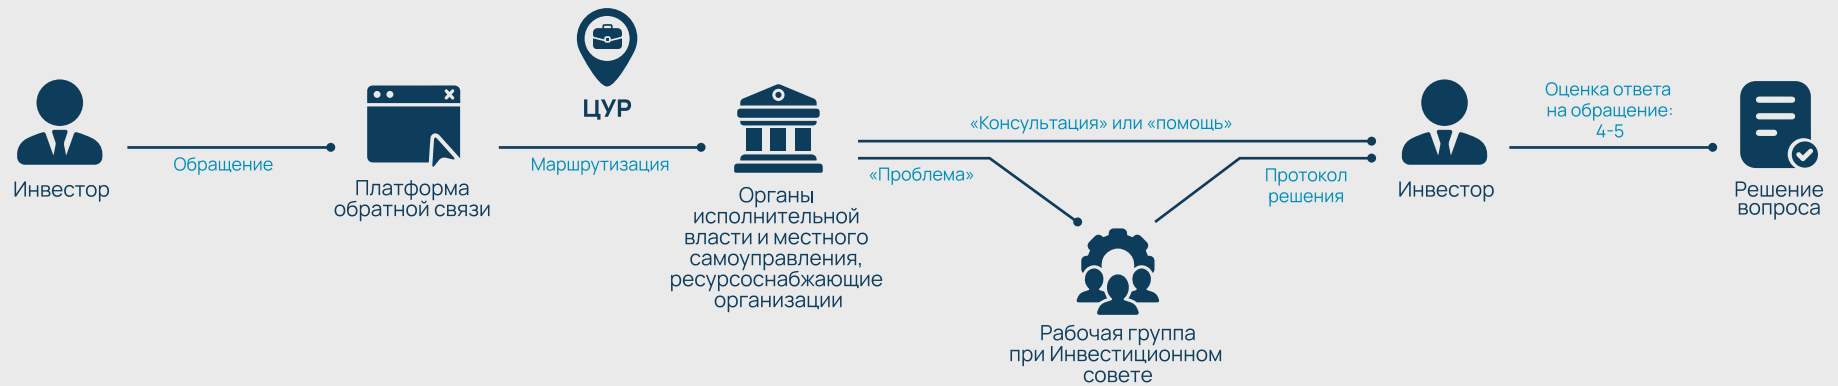 Инвестор
Обращение
Платформа
обратной связи
ЦУР
Маршрутизация
Органы
исполнительной
власти и местного
самоуправления,
ресурсоснабжающие
организации
«Консультация» или «помощь»
«Проблема»
Рабочая группа
при Инвестиционном
совете
Протокол
решения
Инвестор
Оценка ответа
на обращение:
4-5
Решение
вопроса